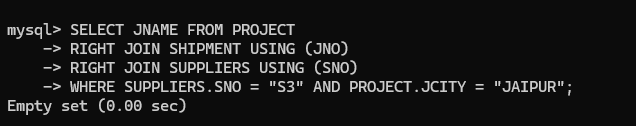 mysql> SELECT JNAME FROM PROJECT
    -> RIGHT JOIN SHIPMENT USING (JNO)
    -> RIGHT JOIN SUPPLIERS USING (SNO)
    -> WHERE SUPPLIERS.SNO = "S3" AND PROJECT.JCITY = "JAIPUR";
Empty set (0.00 sec)